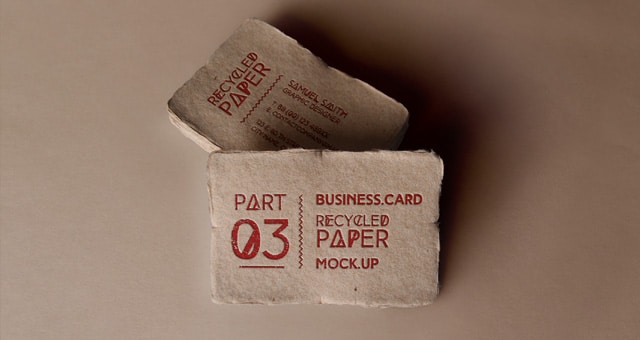 RECYCLED
PAPER
SAMUEL SMITH
GRAPHIC DESIGNER
PART
03
BUSINESS.CARD
RECYCLED
PAPER
MOCK.UP